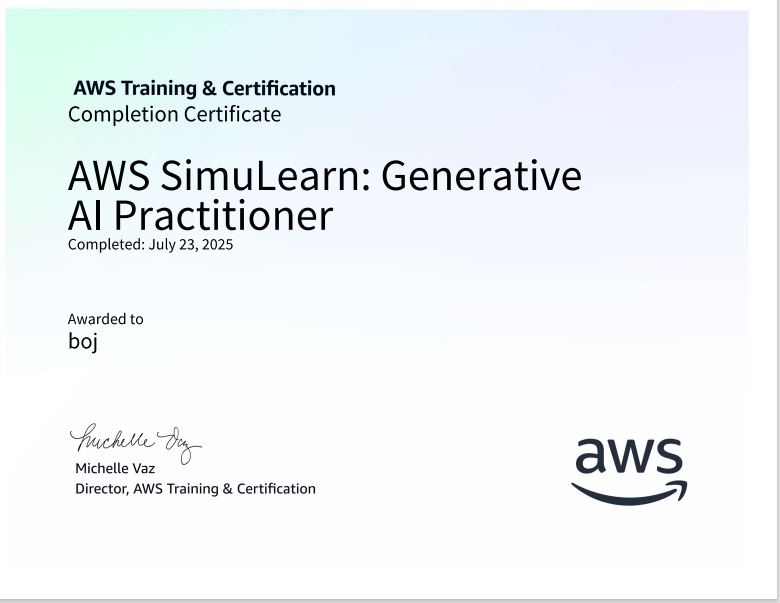 AWS Training & Certification
Completion Certificate
AWS SimuLearn: Generative
AI Practitioner
Completed: July 23, 2025
Awarded to
boj
Michelle Vaz
Michelle Vaz
Director, AWS Training & Certification
aws